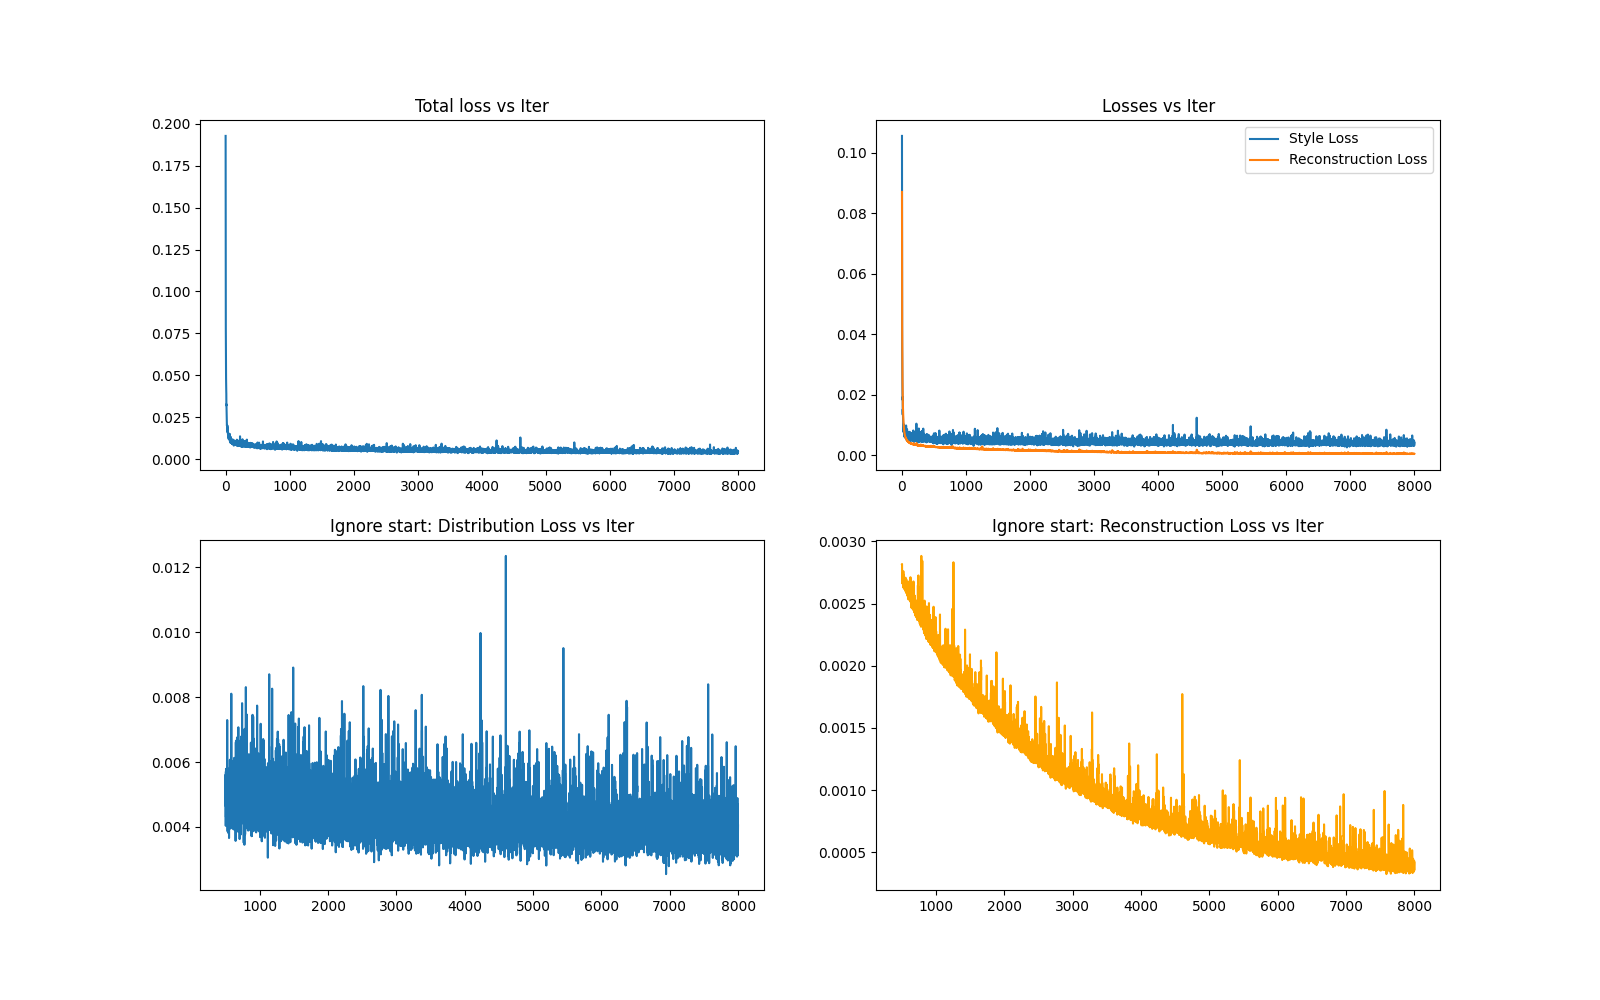 Total loss vs Iter
0.200
0.175
0.150
0.125
0.100
0.075
0.050
0.025
0.000
0 1000 2000 3000 4000 5000 6000 7000 8000
Losses vs Iter
Style Loss
Reconstruction Loss
0.10
0.08
0.06
0.04
0.02
0.00
0 1000 2000 3000 4000 5000 6000 7000 8000
Ignore start: Distribution Loss vs Iter
0.012
0.010
0.008
0.006
0.004
1000 2000 3000 4000 5000 6000 7000 8000
Ignore start: Reconstruction Loss vs Iter
0.0030
0.0025
0.0020
0.0015
0.0010
0.0005
1000 2000 3000 4000 5000 6000 7000 8000